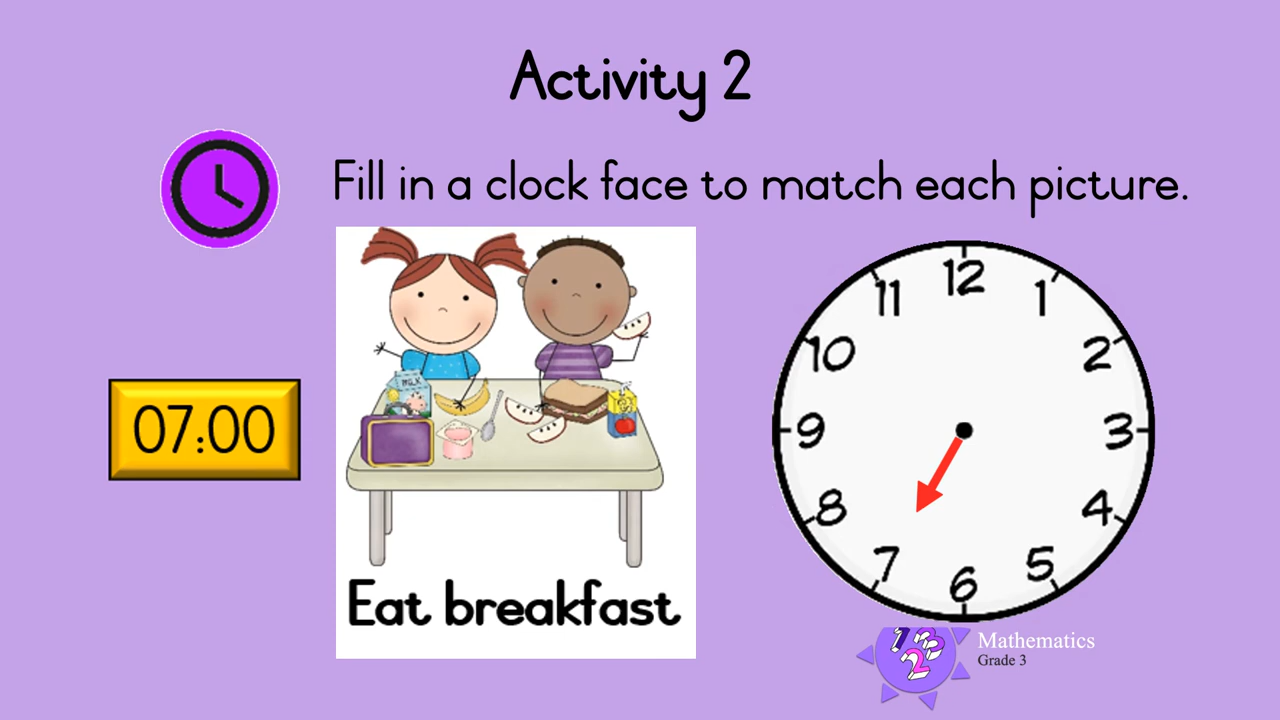 Activity 2
Fill in a clock face to match each picture.
07:00
MILK
Eat breakfast
12
1
2
3
4
5
6
7
8
9
10
11
123
Mathematics
Grade 3